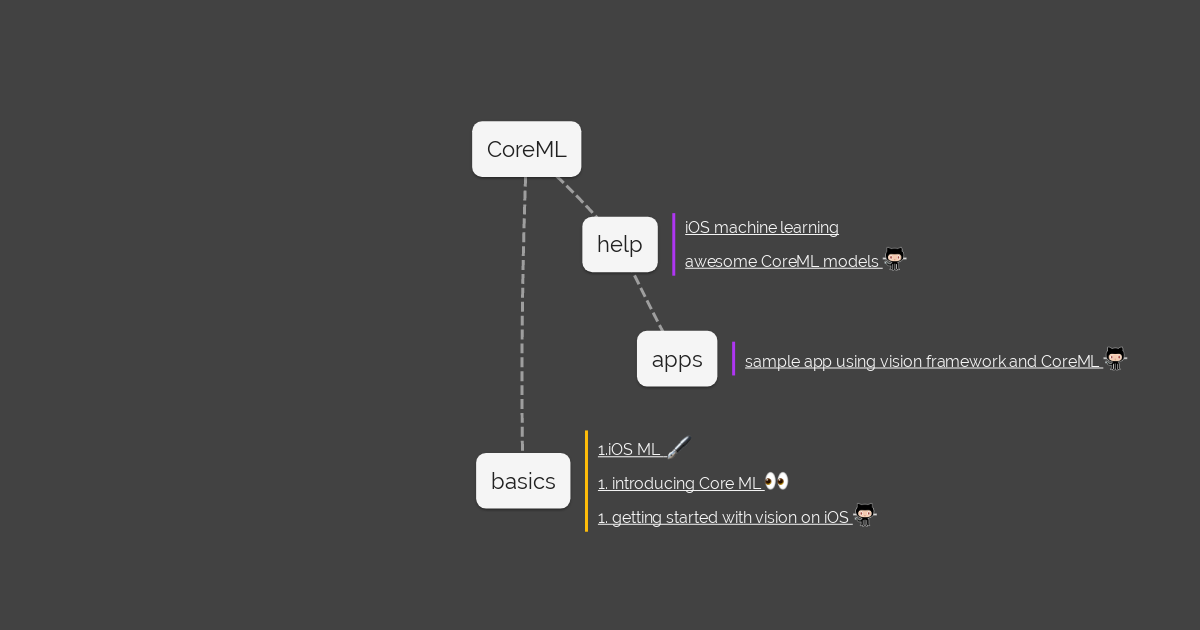 CoreML
help
iOS machine learning
awesome CoreML models
apps
sample app using vision framework and CoreML
basics
1.iOS ML
1. introducing Core ML
1. getting started with vision on iOS